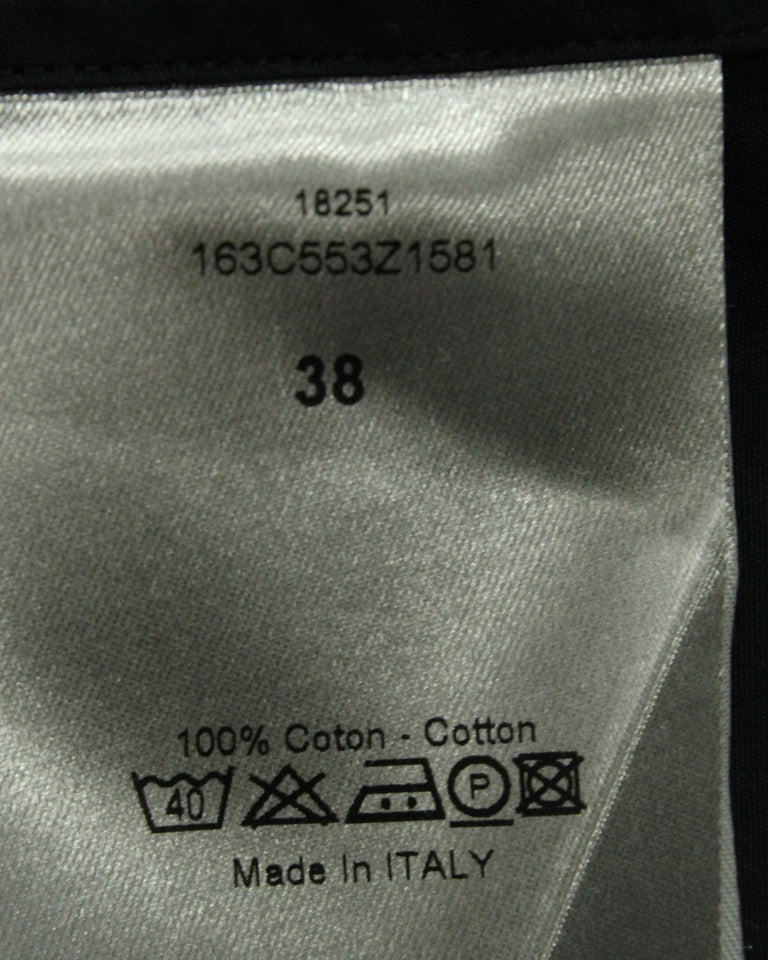 18251
163C553Z1581
38
100% Coton - Cotton
40 P
Made In ITALY